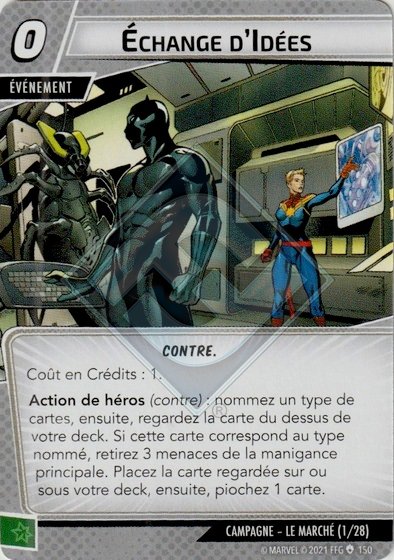 0
ÉCHANGE D'IDÉES
ÉVÉNEMENT
CONTRE.
Coût en Crédits : 1.
Action de héros (contre) : nommez un type de
cartes, ensuite, regardez la carte du dessus de
votre deck. Si cette carte correspond au type
nommé, retirez 3 menaces de la manigance
principale. Placez la carte regardée sur ou
sous votre deck, ensuite, piochez 1 carte.
®
CAMPAGNE – LE MARCHÉ (1/28)
© MARVEL © 2021 FFG 150